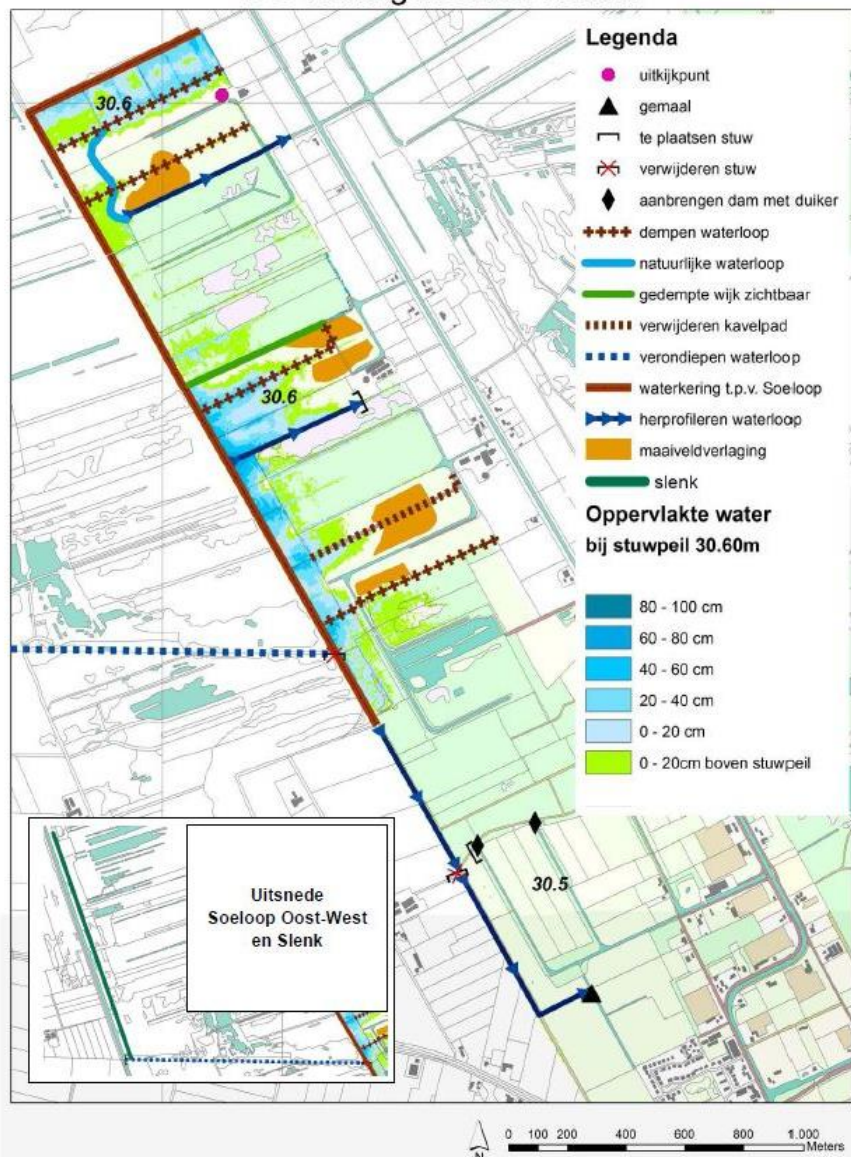 Legenda
uitkijkpunt
gemaal
te plaatsen stuw
verwijderen stuw
aanbrengen dam met duiker
dempen waterloop
natuurlijke waterloop
gedempte wijk zichtbaar
verwijderen kavelpad
verondiepen waterloop
waterkering t.p.v. Soeloop
herprofileren waterloop
maaiveldverlaging
slenk
Oppervlakte water
bij stuwpeil 30.60m
80 - 100 cm
60 - 80 cm
40 - 60 cm
20 - 40 cm
0 - 20 cm
0 - 20cm boven stuwpeil
30.6
30.6
30.5
Uitsnede
Soeloop Oost-West
en Slenk
N
0 100 200 400 600 800 1.000
Meters